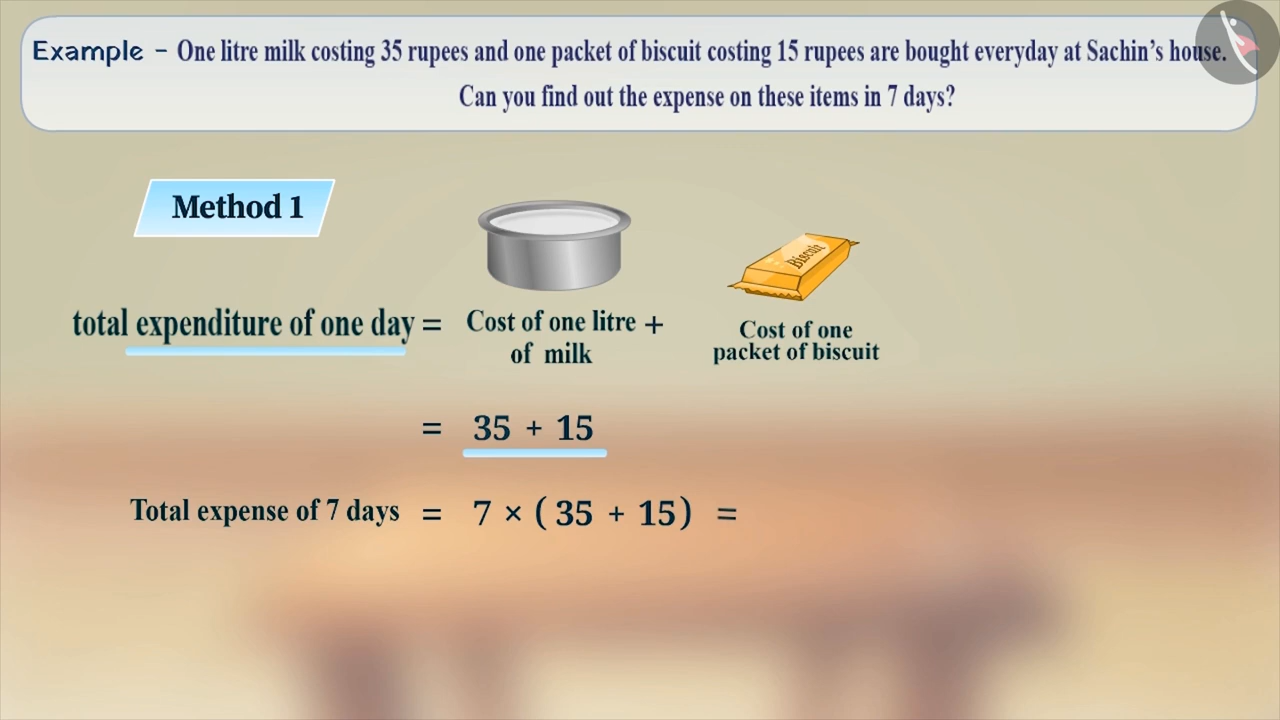 Example - One litre milk costing 35 rupees and one packet of biscuit costing 15 rupees are bought everyday at Sachin's house.
Can you find out the expense on these items in 7 days?
Method 1
Biscuit
total expenditure of one day = Cost of one litre + Cost of one
of milk packet of biscuit
= 35 + 15
Total expense of 7 days = 7 × ( 35 + 15 ) =